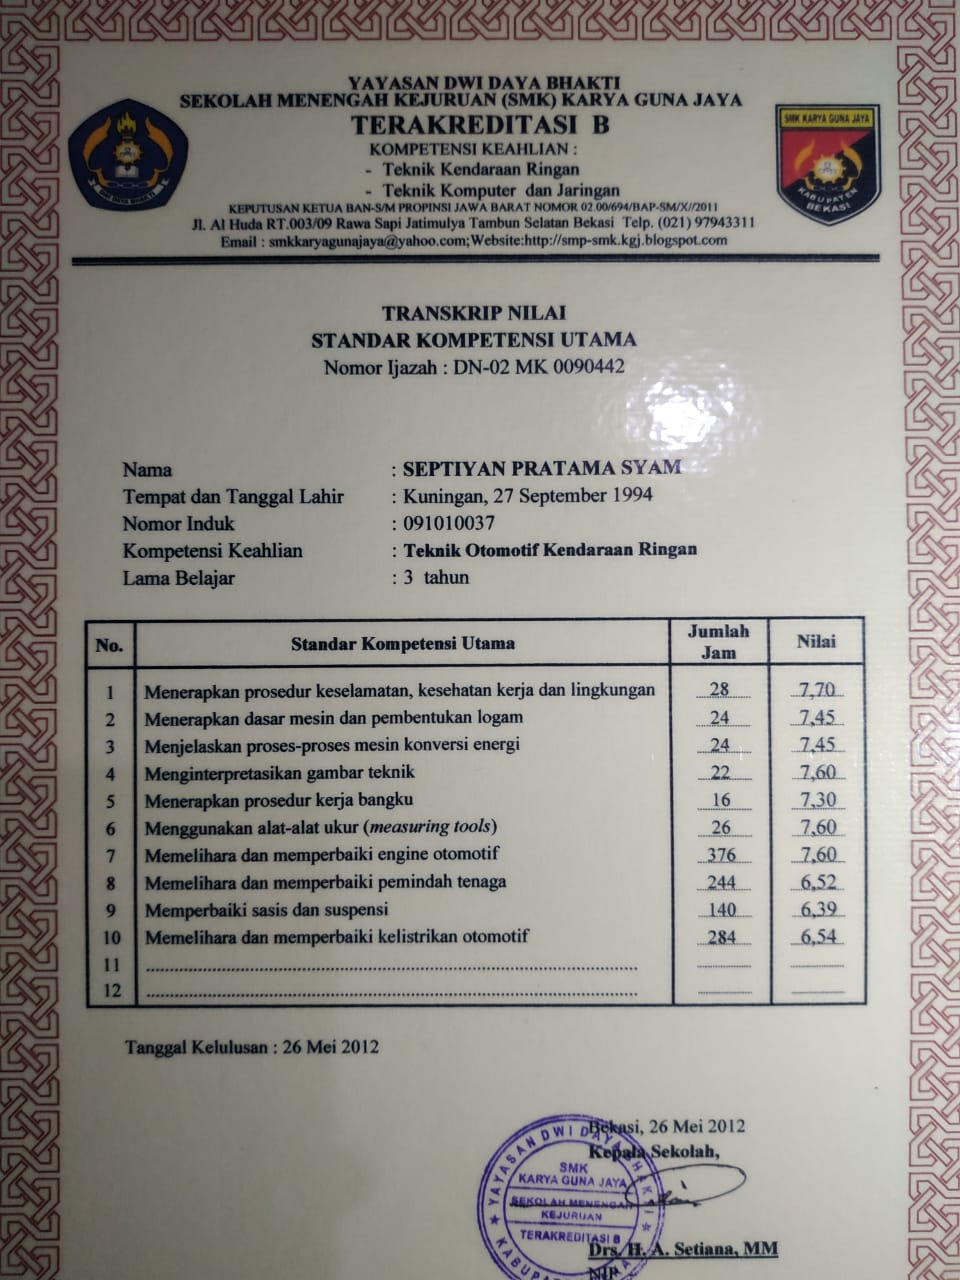 YAYASAN DWI DAYA BHAKTI
SEKOLAH MENENGAH KEJURUAN (SMK) KARYA GUNA JAYA
TERAKREDITASI B
KOMPETENSI KEAHLIAN :
- Teknik Kendaraan Ringan
- Teknik Komputer dan Jaringan
KEPUTUSAN KETUA BAN-S/M PROPINSI JAWA BARAT NOMOR 02.00/694/BAP-SM/X//2011
Jl. Al Huda RT.003/09 Rawa Sapi Jatimulya Tambun Selatan Bekasi Telp. (021) 97943311
Email : smkkaryagunajaya@yahoo.com;Website:http://smp-smk.kgj.blogspot.com
SMK KARYA GUNA JAYA
KABUPATEN
BEKASI
TRANSKRIP NILAI
STANDAR KOMPETENSI UTAMA
Nomor Ijazah : DN-02 MK 0090442
Nama : SEPTIYAN PRATAMA SYAM
Tempat dan Tanggal Lahir : Kuningan, 27 September 1994
Nomor Induk : 091010037
Kompetensi Keahlian : Teknik Otomotif Kendaraan Ringan
Lama Belajar : 3 tahun
No. Standar Kompetensi Utama Jumlah Jam Nilai
1 Menerapkan prosedur keselamatan, kesehatan kerja dan lingkungan 28 7,70
2 Menerapkan dasar mesin dan pembentukan logam 24 7,45
3 Menjelaskan proses-proses mesin konversi energi 24 7,45
4 Menginterpretasikan gambar teknik 22 7,60
5 Menerapkan prosedur kerja bangku 16 7,30
6 Menggunakan alat-alat ukur (measuring tools) 26 7,60
7 Memelihara dan memperbaiki engine otomotif 376 7,60
8 Memelihara dan memperbaiki pemindah tenaga 244 6,52
9 Memperbaiki sasis dan suspensi 140 6,39
10 Memelihara dan memperbaiki kelistrikan otomotif 284 6,54
11
12
Tanggal Kelulusan : 26 Mei 2012
Bekasi, 26 Mei 2012
Kepala Sekolah,
YAYASAN DWI DAYA BHAKTI
SMK
KARYA GUNA JAYA
SEKOLAH MENENGAH
KEJURUAN
TERAKREDITASI B
Drs. H. A. Setiana, MM
NIP